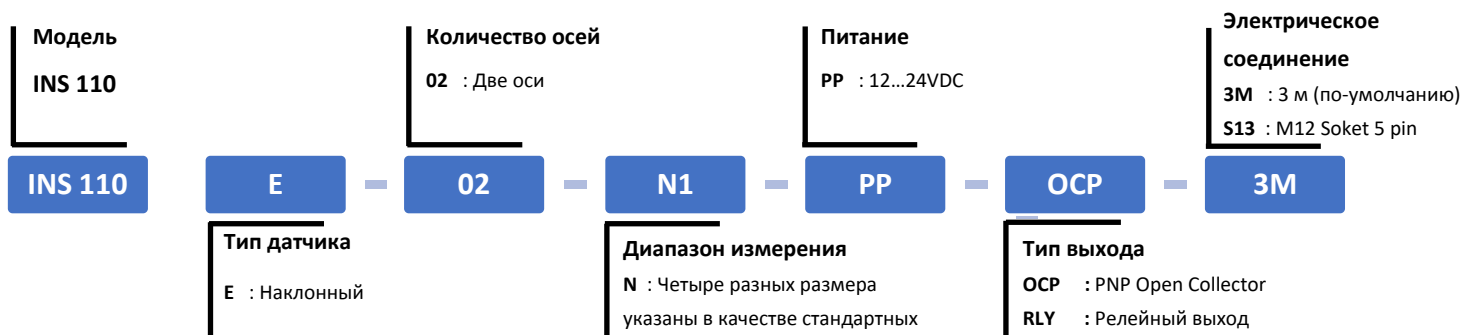 Модель
INS 110
Количество осей
02 : Две оси
Питание
PP : 12...24VDC
Электрическое
соединение
3M : 3 м (по-умолчанию)
S13 : M12 Soket 5 pin
INS 110 E – 02 – N1 – PP – OCP – 3M
Тип датчика
E : Наклонный
Диапазон измерения
N : Четыре разных размера
указаны в качестве стандартных
Тип выхода
OCP : PNP Open Collector
RLY : Релейный выход